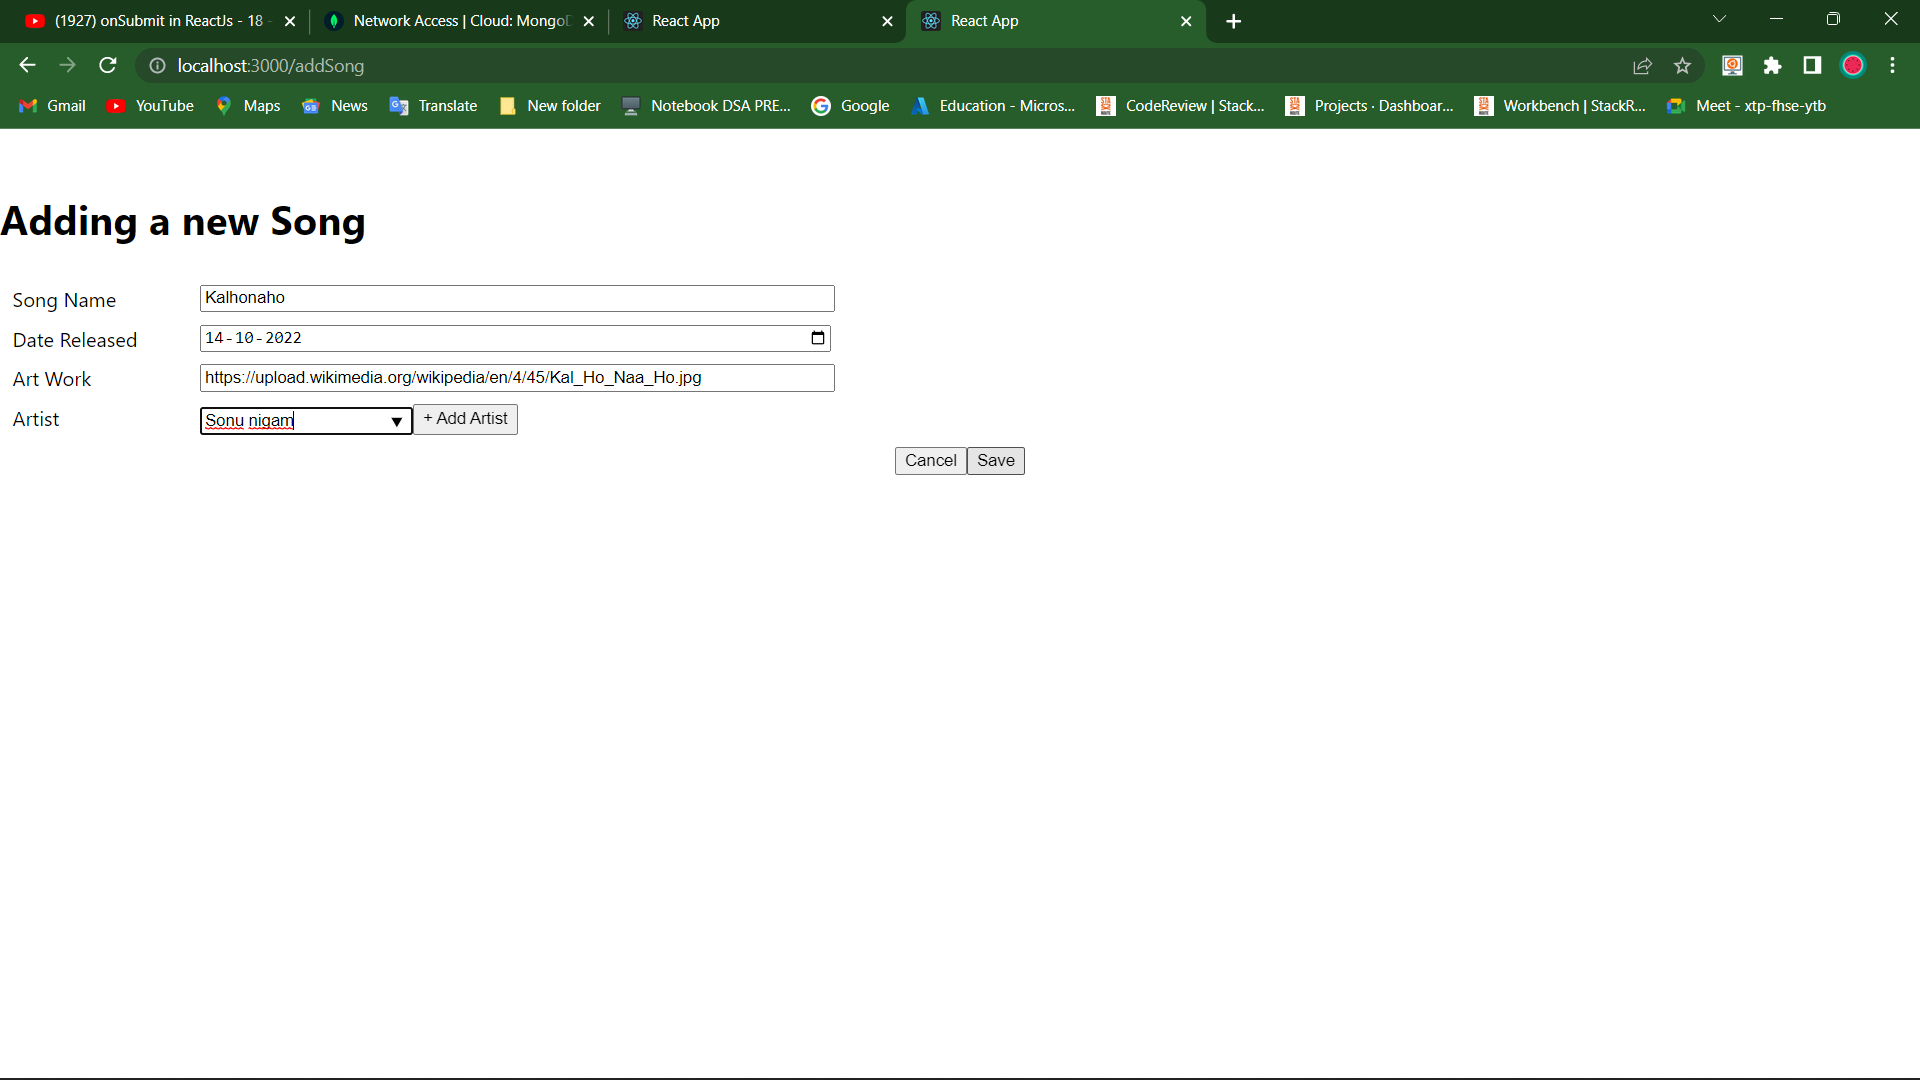 (1927) onSubmit in ReactJs - 18 -
Network Access | Cloud: MongoD
React App
React App
localhost:3000/addSong
Gmail
YouTube
Maps
News
Translate
New folder
Notebook DSA PRE...
Google
Education - Micros...
CodeReview | Stack...
Projects · Dashboar...
Workbench | StackR...
Meet - xtp-fhse-ytb
Adding a new Song
Song Name
Kalhonaho
Date Released
14-10-2022
Art Work
https://upload.wikimedia.org/wikipedia/en/4/45/Kal_Ho_Naa_Ho.jpg
Artist
Sonu nigam
+ Add Artist
Cancel
Save